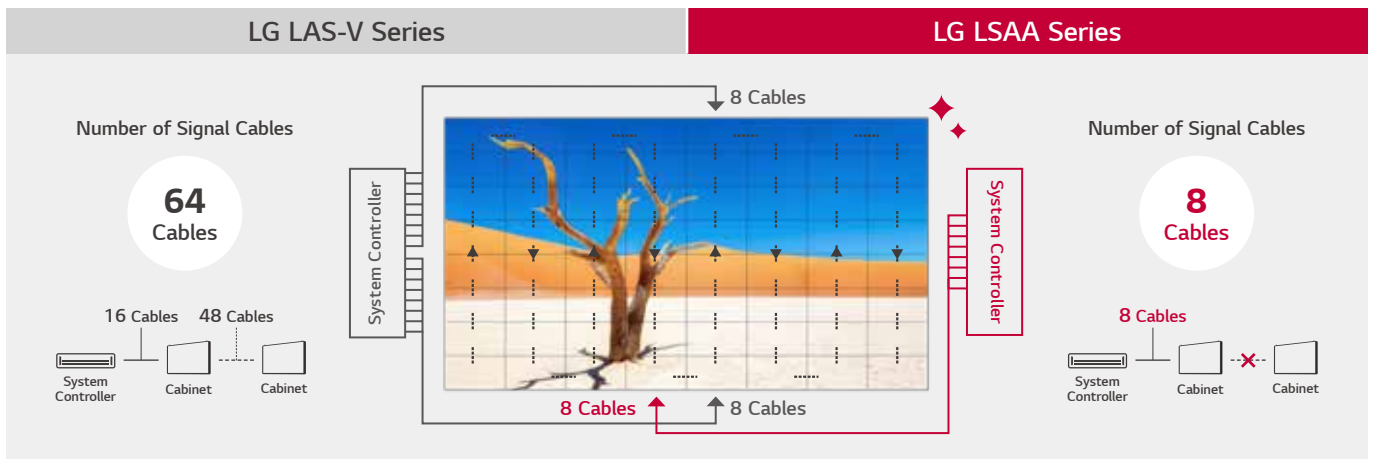 LG LAS-V Series
LG LSAA Series
Number of Signal Cables
64
Cables
16 Cables
48 Cables
System
Controller
Cabinet
Cabinet
System Controller
8 Cables
8 Cables
8 Cables
System Controller
Number of Signal Cables
8
Cables
8 Cables
System
Controller
Cabinet
Cabinet